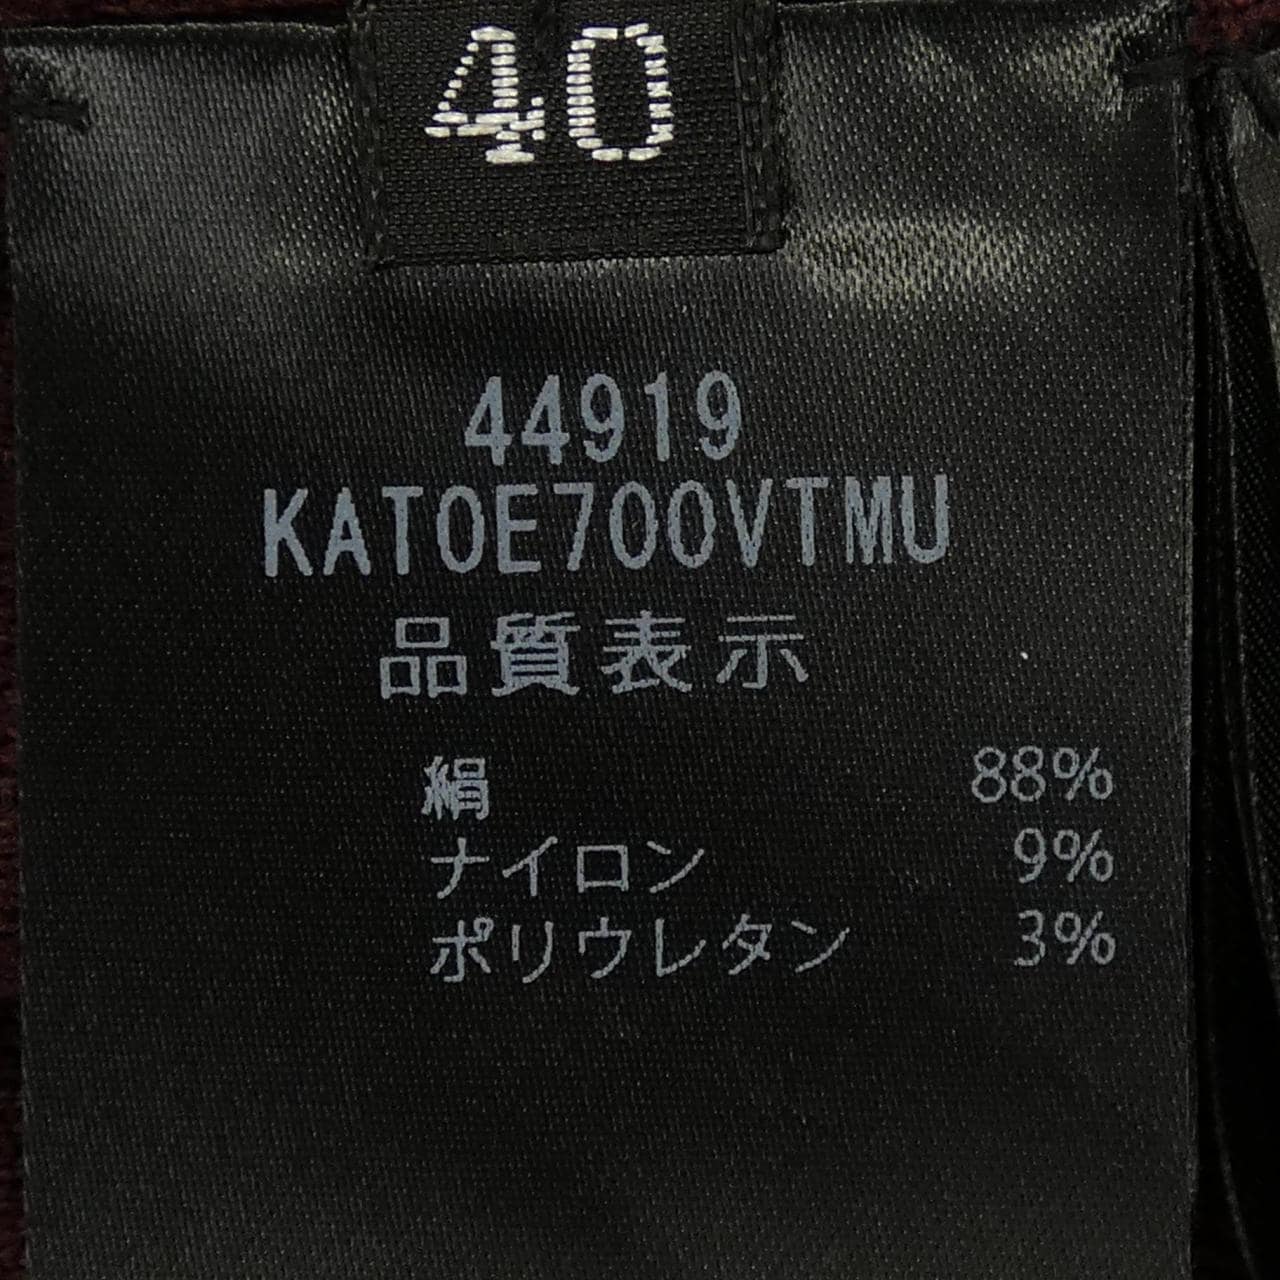 40
44919
KATOE700VTMU
品質表示
絹 88%
ナイロン 9%
ポリウレタン 3%